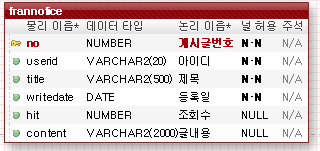 frannotice
물리 이름* 데이터 타입 논리 이름* 널 허용 주석
no NUMBER 게시글번호 N-N N/A
userid VARCHAR2(20) 아이디 N-N N/A
title VARCHAR2(500) 제목 N-N N/A
writedate DATE 등록일 N-N N/A
hit NUMBER 조회수 NULL N/A
content VARCHAR2(2000) 글내용 NULL N/A